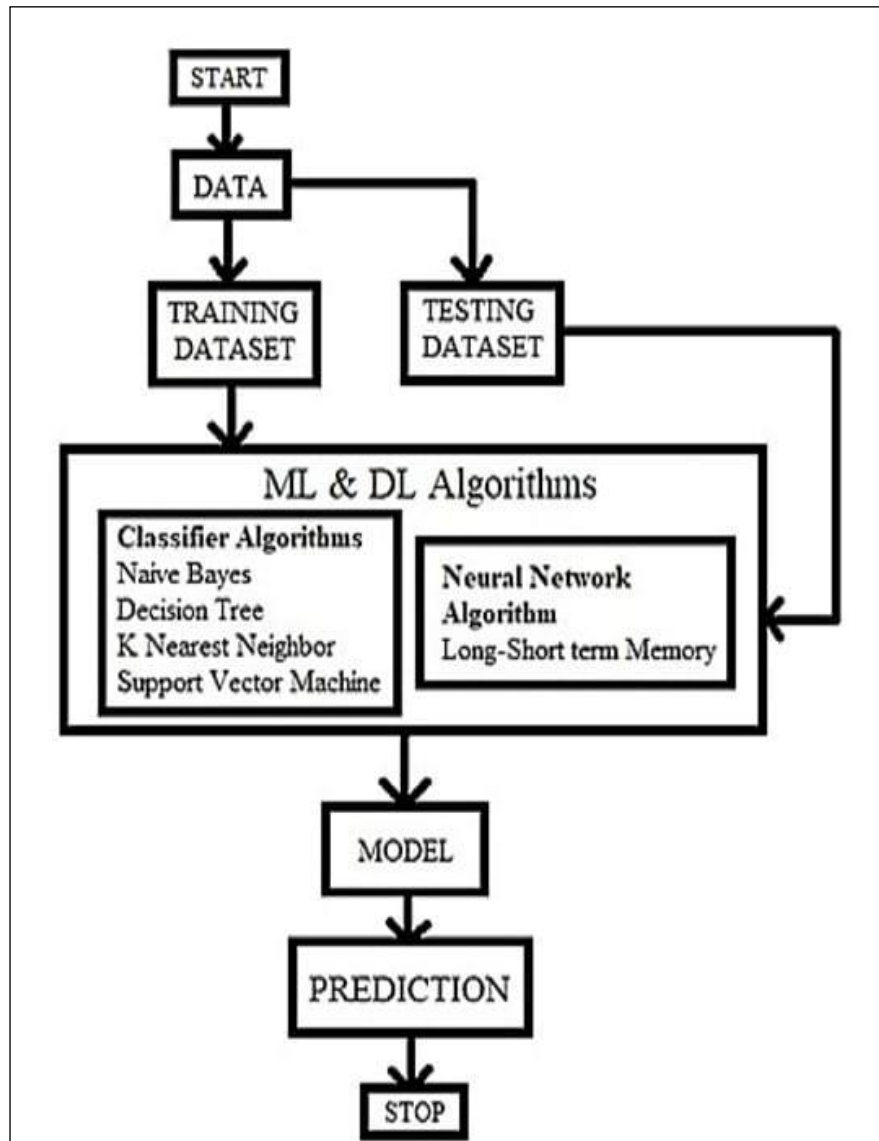 START
DATA
TRAINING
DATASET
TESTING
DATASET
ML & DL Algorithms
Classifier Algorithms
Naive Bayes
Decision Tree
K Nearest Neighbor
Support Vector Machine
Neural Network
Algorithm
Long-Short term Memory
MODEL
PREDICTION
STOP